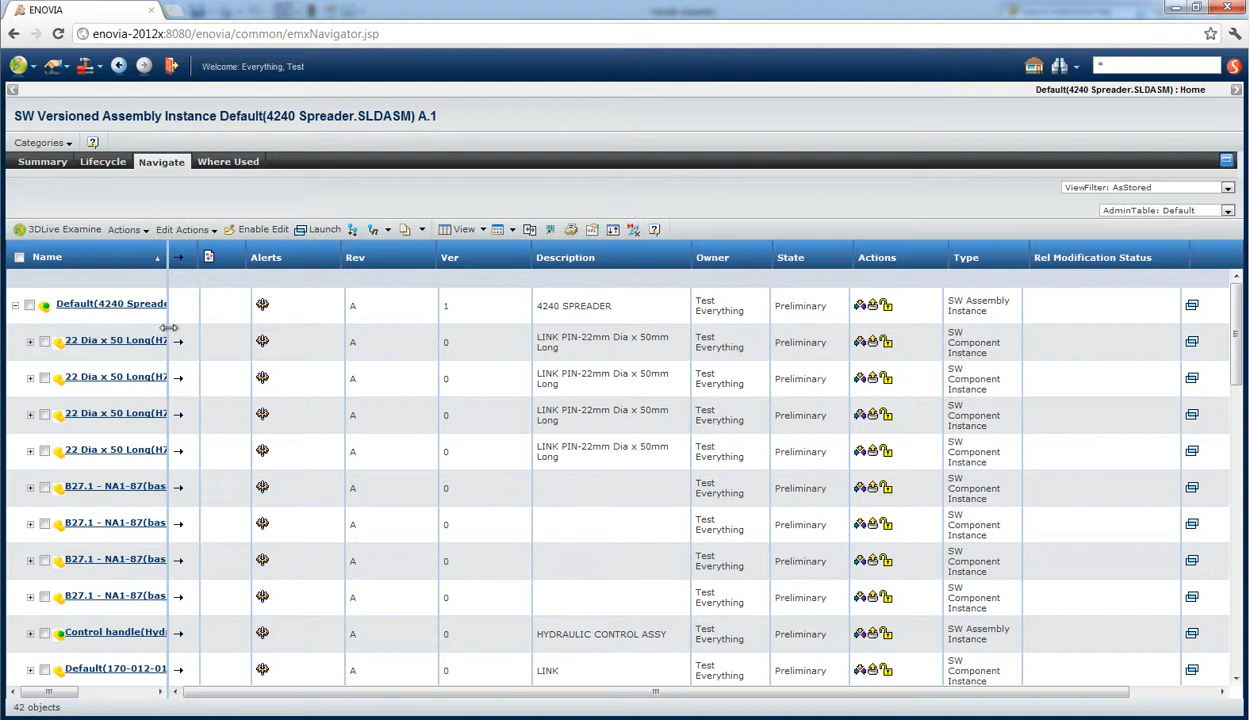 ENOVIA
enovia-2012x:8080/enovia/common/emxNavigator.jsp
Welcome: Everything, Test
*
Default(4240 Spreader.SLDASM) : Home
SW Versioned Assembly Instance Default(4240 Spreader.SLDASM) A.1
Categories
Summary Lifecycle Navigate Where Used
ViewFilter: AsStored
AdminTable: Default
3DLive Examine Actions Edit Actions Enable Edit Launch View
Name Alerts Rev Ver Description Owner State Actions Type Rel Modification Status
Default(4240 Spreade A 1 4240 SPREADER Test Everything Preliminary SW Assembly Instance
22 Dia x 50 Long(H7 A 0 LINK PIN-22mm Dia x 50mm Long Test Everything Preliminary SW Component Instance
22 Dia x 50 Long(H7 A 0 LINK PIN-22mm Dia x 50mm Long Test Everything Preliminary SW Component Instance
22 Dia x 50 Long(H7 A 0 LINK PIN-22mm Dia x 50mm Long Test Everything Preliminary SW Component Instance
22 Dia x 50 Long(H7 A 0 LINK PIN-22mm Dia x 50mm Long Test Everything Preliminary SW Component Instance
B27.1 - NA1-87(bas A 0 Test Everything Preliminary SW Component Instance
B27.1 - NA1-87(bas A 0 Test Everything Preliminary SW Component Instance
B27.1 - NA1-87(bas A 0 Test Everything Preliminary SW Component Instance
B27.1 - NA1-87(bas A 0 Test Everything Preliminary SW Component Instance
Control handle(Hydr A 0 HYDRAULIC CONTROL ASSY Test Everything Preliminary SW Assembly Instance
Default(170-012-01 A 0 LINK Test Everything Preliminary SW Component Instance
42 objects